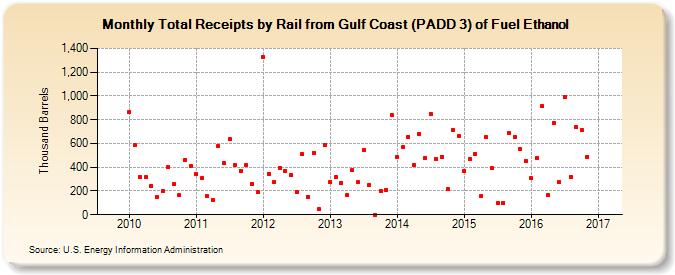 Monthly Total Receipts by Rail from Gulf Coast (PADD 3) of Fuel Ethanol
Thousand Barrels
1,400
1,200
1,000
800
600
400
200
0
2010 2011 2012 2013 2014 2015 2016 2017
Source: U.S. Energy Information Administration